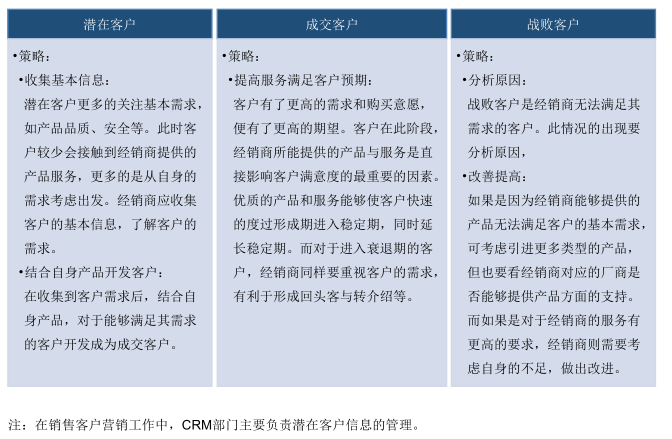 潜在客户
•策略：
•收集基本信息：
潜在客户更多的关注基本需求，
如产品品质、安全等。此时客
户较少会接触到经销商提供的
产品服务，更多的是从自身的
需求考虑出发。经销商应收集
客户的基本信息，了解客户的
需求。
•结合自身产品开发客户：
在收集到客户需求后，结合自
身产品，对于能够满足其需求
的客户开发成为成交客户。
成交客户
•策略：
•提高服务满足客户预期：
客户有了更高的需求和购买意愿，
便有了更高的期望。客户在此阶段，
经销商所能提供的产品与服务是直
接影响客户满意度的最重要的因素。
优质的产品和服务能够使客户快速
的度过形成期进入稳定期，同时延
长稳定期。而对于进入衰退期的客
户，经销商同样要重视客户的需求，
有利于形成回头客与转介绍等。
战败客户
•策略：
•分析原因：
战败客户是经销商无法满足其
需求的客户。此情况的出现要
分析原因，
•改善提高：
如果是因为经销商能够提供的
产品无法满足客户的基本需求，
可考虑引进更多类型的产品，
但也要看经销商对应的厂商是
否能够提供产品方面的支持。
而如果是对于经销商的服务有
更高的要求，经销商则需要考
虑自身的不足，做出改进。
注：在销售客户营销工作中，CRM部门主要负责潜在客户信息的管理。